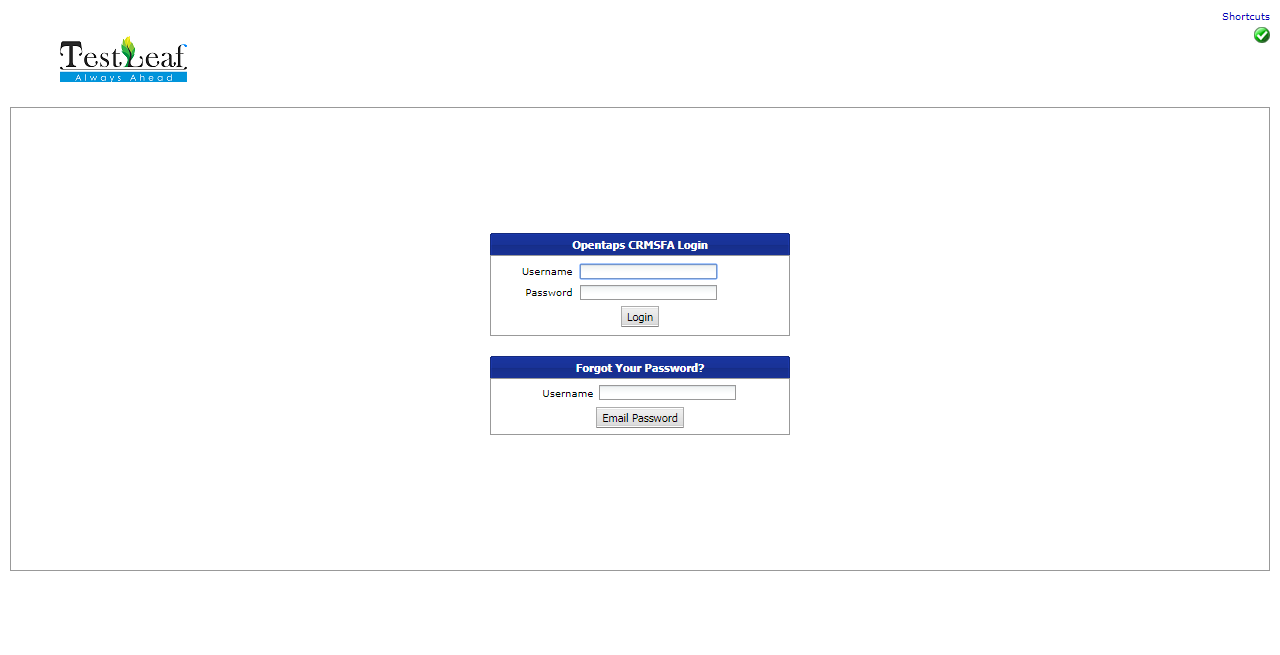 Shortcuts
TestLeaf
Always Ahead
Opentaps CRMSFA Login
Username
Password
Login
Forgot Your Password?
Username
Email Password